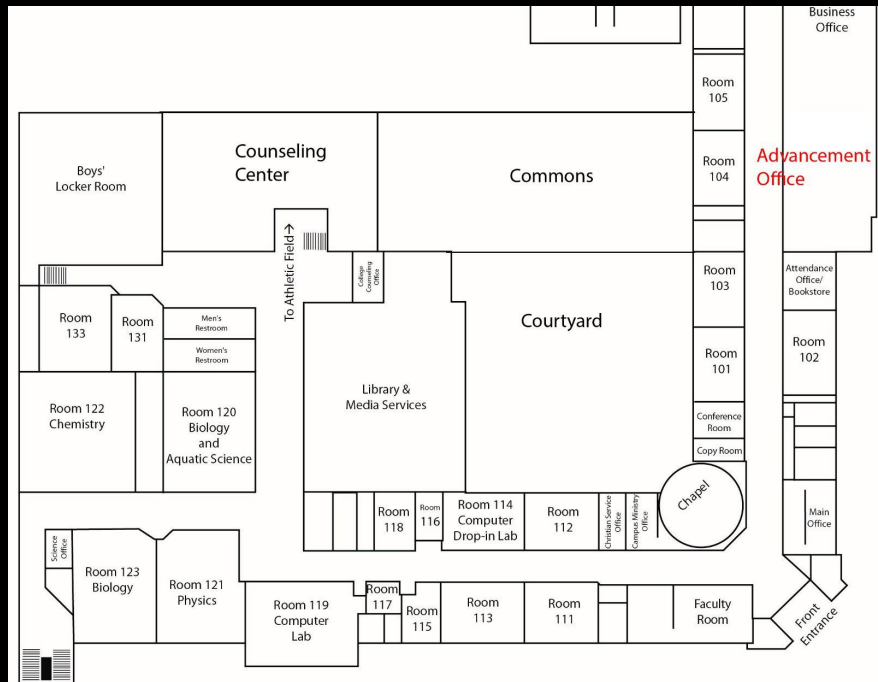 Business
Office
Room
105
Advancement
Office
Room
104
Boys'
Locker Room
Counseling
Center
Commons
To Athletic Field→
College
Counseling
Office
Room
103
Attendance
Office/
Bookstore
Courtyard
Room
133
Room
131
Men's
Restroom
Women's
Restroom
Room
101
Room
102
Library &
Media Services
Room 122
Chemistry
Room 120
Biology
and
Aquatic Science
Conference
Room
Copy Room
Chapel
Main
Office
Room
118
Room
116
Room 114
Computer
Drop-in Lab
Room
112
Christian Service
Office
Campus Ministry
Office
Science
Office
Room 123
Biology
Room 121
Physics
Room 119
Computer
Lab
Room
117
Room
115
Room
113
Room
111
Faculty
Room
Front
Entrance